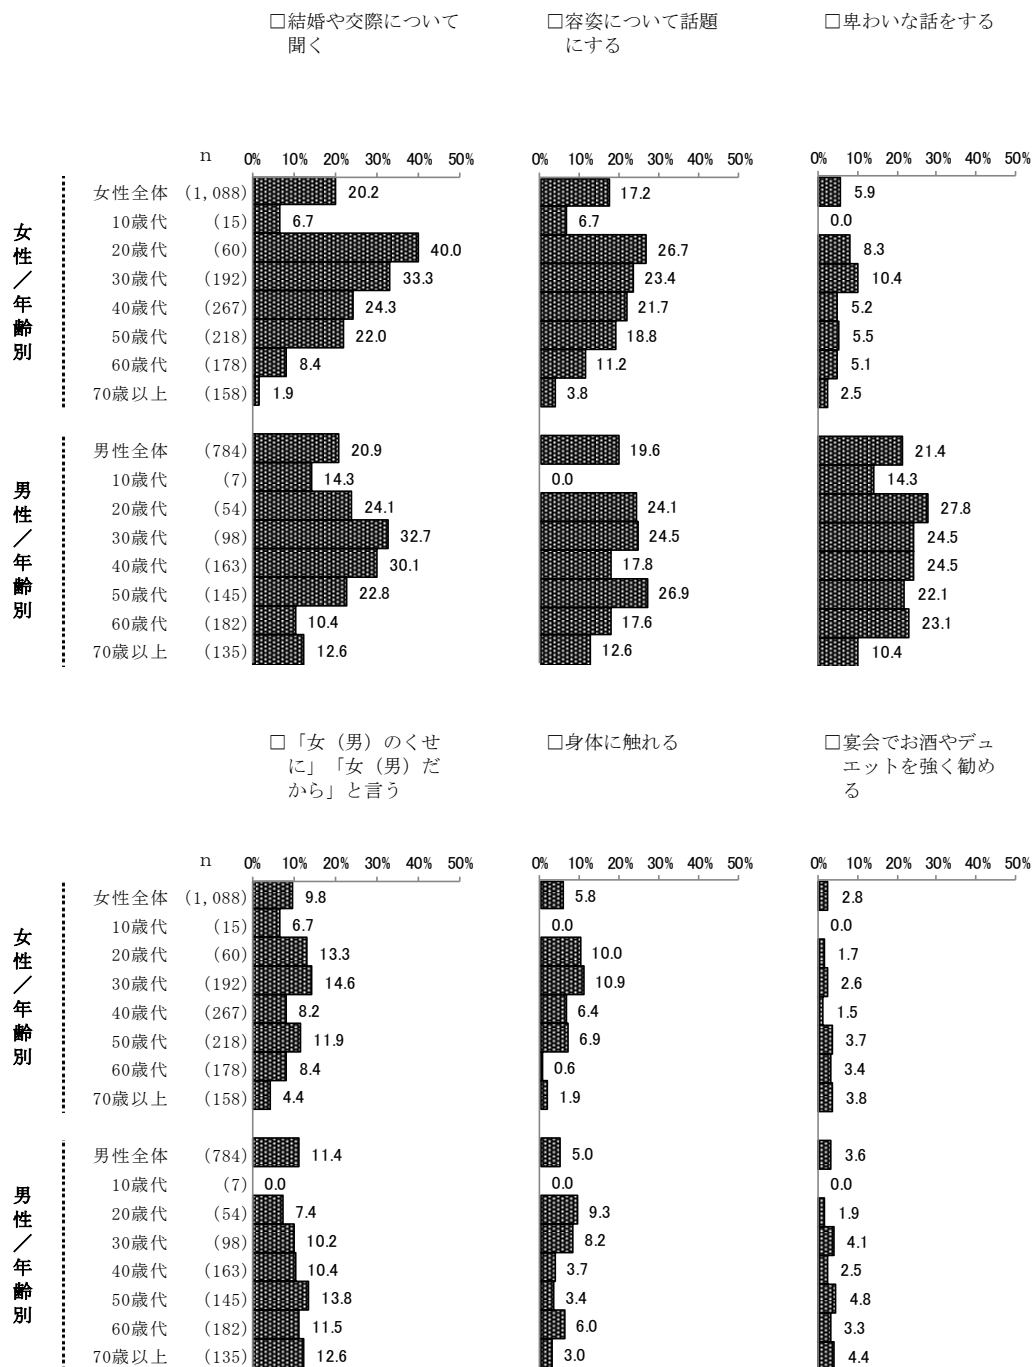 □結婚や交際について
聞く
□容姿について話題
にする
□卑わいな話をする
n 0% 10% 20% 30% 40% 50% 0% 10% 20% 30% 40% 50% 0% 10% 20% 30% 40% 50%
女性／年齢別
女性全体 (1,088) 20.2 17.2 5.9
10歳代 (15) 6.7 6.7 0.0
20歳代 (60) 40.0 26.7 8.3
30歳代 (192) 33.3 23.4 10.4
40歳代 (267) 24.3 21.7 5.2
50歳代 (218) 22.0 18.8 5.5
60歳代 (178) 8.4 11.2 5.1
70歳以上 (158) 1.9 3.8 2.5
男性／年齢別
男性全体 (784) 20.9 19.6 21.4
10歳代 (7) 14.3 0.0 14.3
20歳代 (54) 24.1 24.1 27.8
30歳代 (98) 32.7 24.5 24.5
40歳代 (163) 30.1 17.8 24.5
50歳代 (145) 22.8 26.9 22.1
60歳代 (182) 10.4 17.6 23.1
70歳以上 (135) 12.6 12.6 10.4
□「女（男）のくせ
に」「女（男）だ
から」と言う
□身体に触れる
□宴会でお酒やデュ
エットを強く勧め
る
n 0% 10% 20% 30% 40% 50% 0% 10% 20% 30% 40% 50% 0% 10% 20% 30% 40% 50%
女性／年齢別
女性全体 (1,088) 9.8 5.8 2.8
10歳代 (15) 6.7 0.0 0.0
20歳代 (60) 13.3 10.0 1.7
30歳代 (192) 14.6 10.9 2.6
40歳代 (267) 8.2 6.4 1.5
50歳代 (218) 11.9 6.9 3.7
60歳代 (178) 8.4 0.6 3.4
70歳以上 (158) 4.4 1.9 3.8
男性／年齢別
男性全体 (784) 11.4 5.0 3.6
10歳代 (7) 0.0 0.0 0.0
20歳代 (54) 7.4 9.3 1.9
30歳代 (98) 10.2 8.2 4.1
40歳代 (163) 10.4 3.7 2.5
50歳代 (145) 13.8 3.4 4.8
60歳代 (182) 11.5 6.0 3.3
70歳以上 (135) 12.6 3.0 4.4